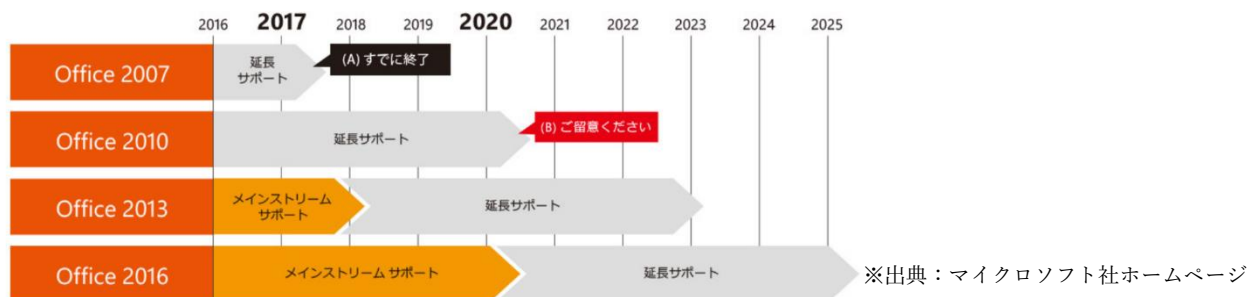 2016 2017 2018 2019 2020 2021 2022 2023 2024 2025
Office 2007
延長
サポート
(A) すでに終了
Office 2010
延長サポート
(B) ご留意ください
Office 2013
メインストリーム
サポート
延長サポート
Office 2016
メインストリーム サポート
延長サポート
※出典：マイクロソフト社ホームページ